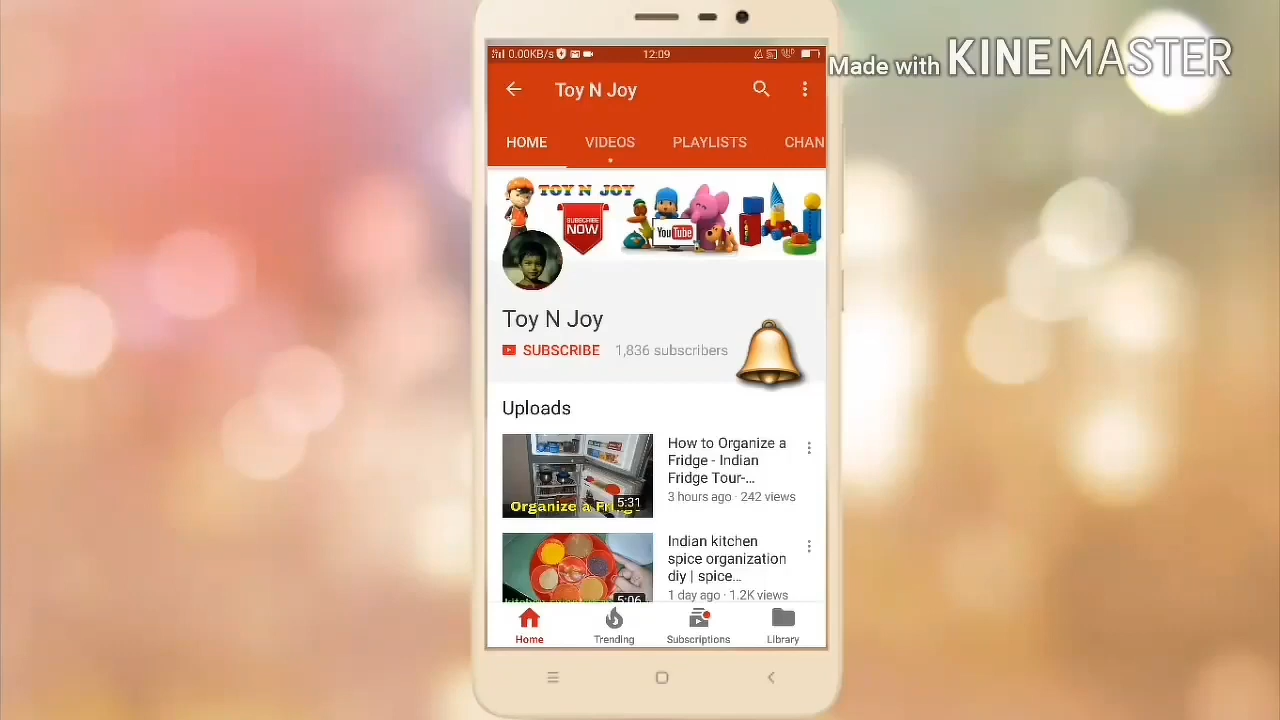 Made with KINEMASTER
0.00KB/s
12:09
Toy N Joy
HOME
VIDEOS
PLAYLISTS
CHAN
TOY N JOY
SUBSCRIBE
NOW
YouTube
Toy N Joy
SUBSCRIBE
1,836 subscribers
Uploads
Organize a Fridge
5:31
How to Organize a
Fridge - Indian
Fridge Tour-...
3 hours ago · 242 views
5:06
Indian kitchen
spice organization
diy | spice...
1 day ago · 1.2K views
Home
Trending
Subscriptions
Library